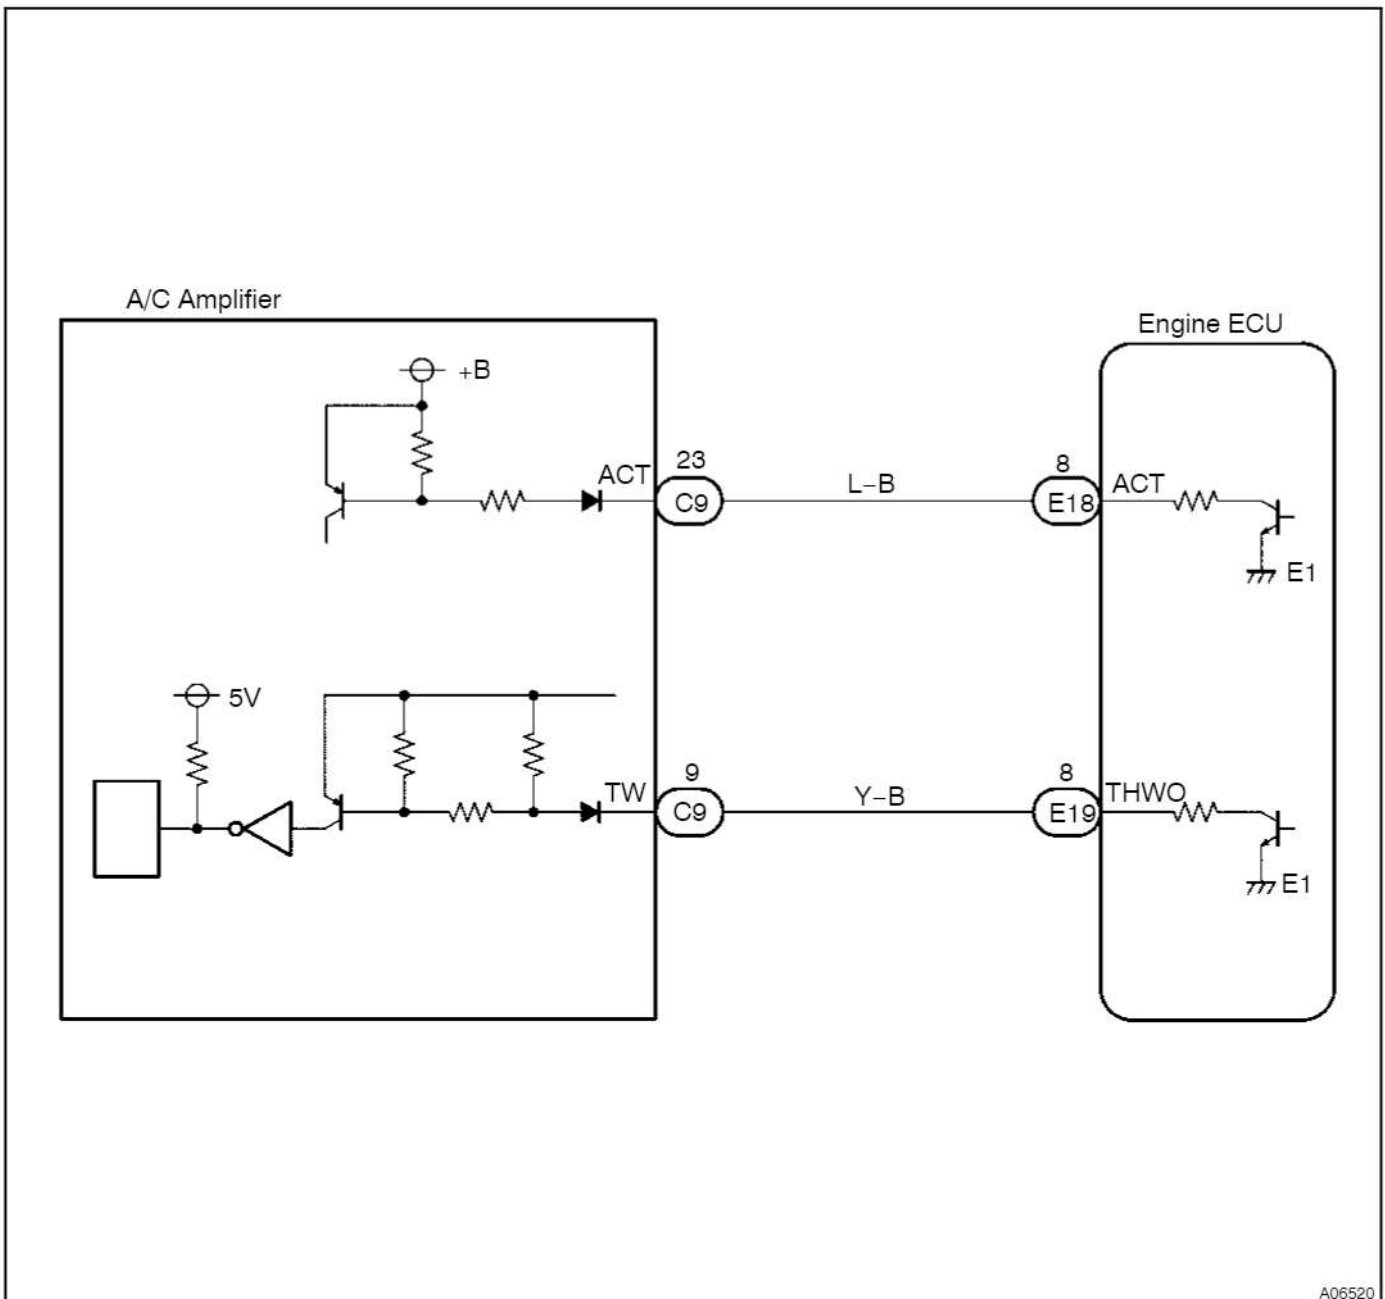 A/C Amplifier
Engine ECU
+B
ACT
23
C9
L–B
8
E18
ACT
E1
5V
TW
9
C9
Y–B
8
E19
THWO
E1
A06520